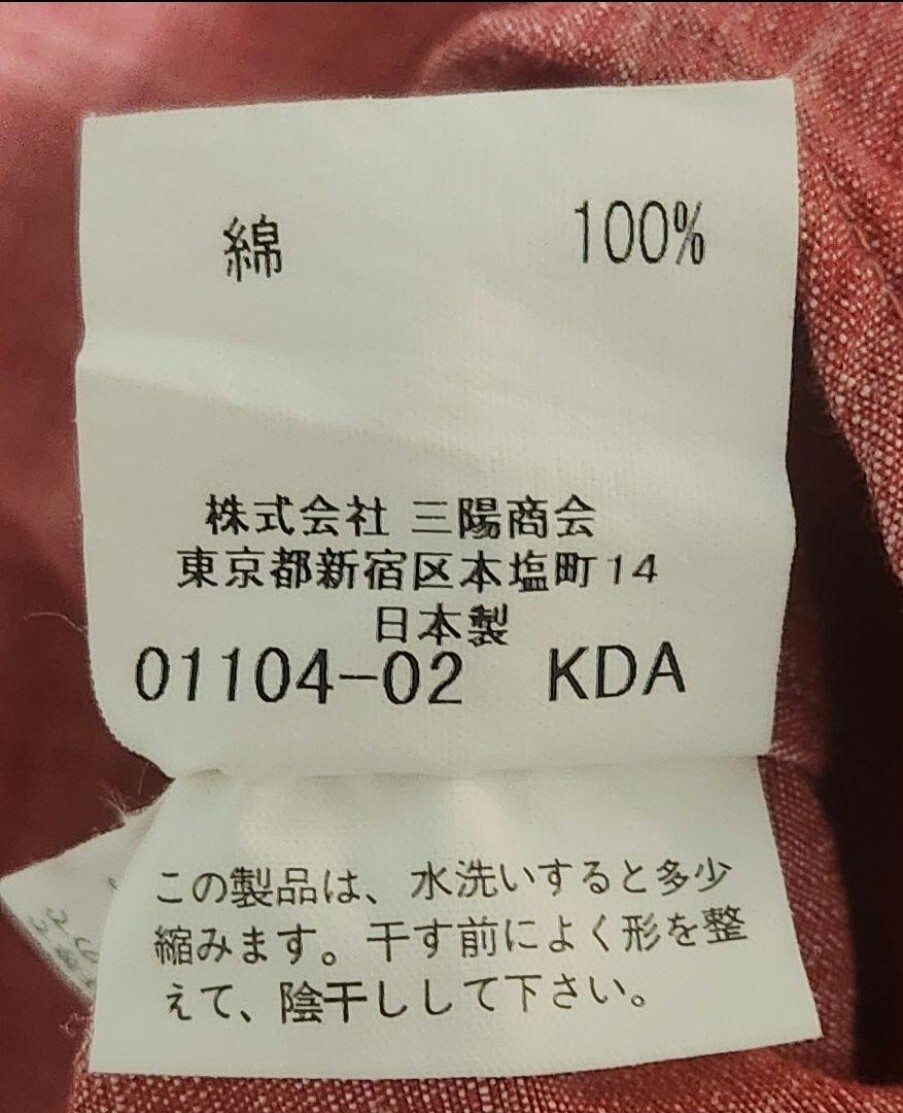 綿 100%
株式会社 三陽商会
東京都新宿区本塩町14
日本製
01104-02 KDA
この製品は、水洗いすると多少
縮みます。干す前によく形を整
えて、陰干しして下さい。